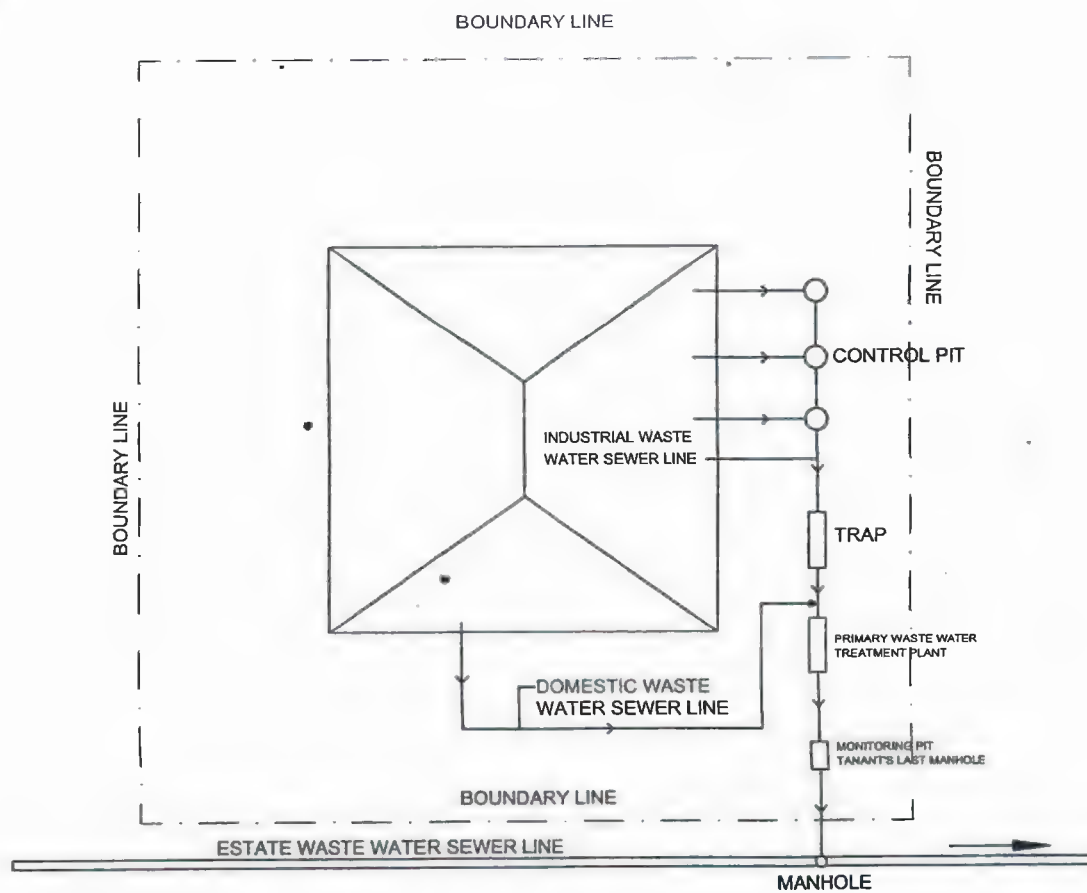 BOUNDARY LINE
BOUNDARY LINE
CONTROL PIT
BOUNDARY LINE
INDUSTRIAL WASTE
WATER SEWER LINE
TRAP
PRIMARY WASTE WATER
TREATMENT PLANT
DOMESTIC WASTE
WATER SEWER LINE
MONITORING PIT
TANANT'S LAST MANHOLE
BOUNDARY LINE
ESTATE WASTE WATER SEWER LINE
MANHOLE